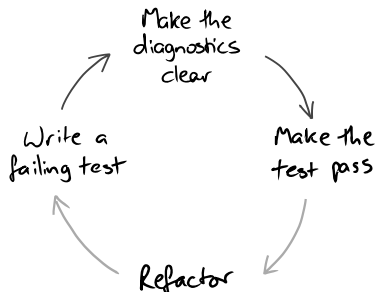 Make the
diagnostics
clear
Write a
failing test
Make the
test pass
Refactor